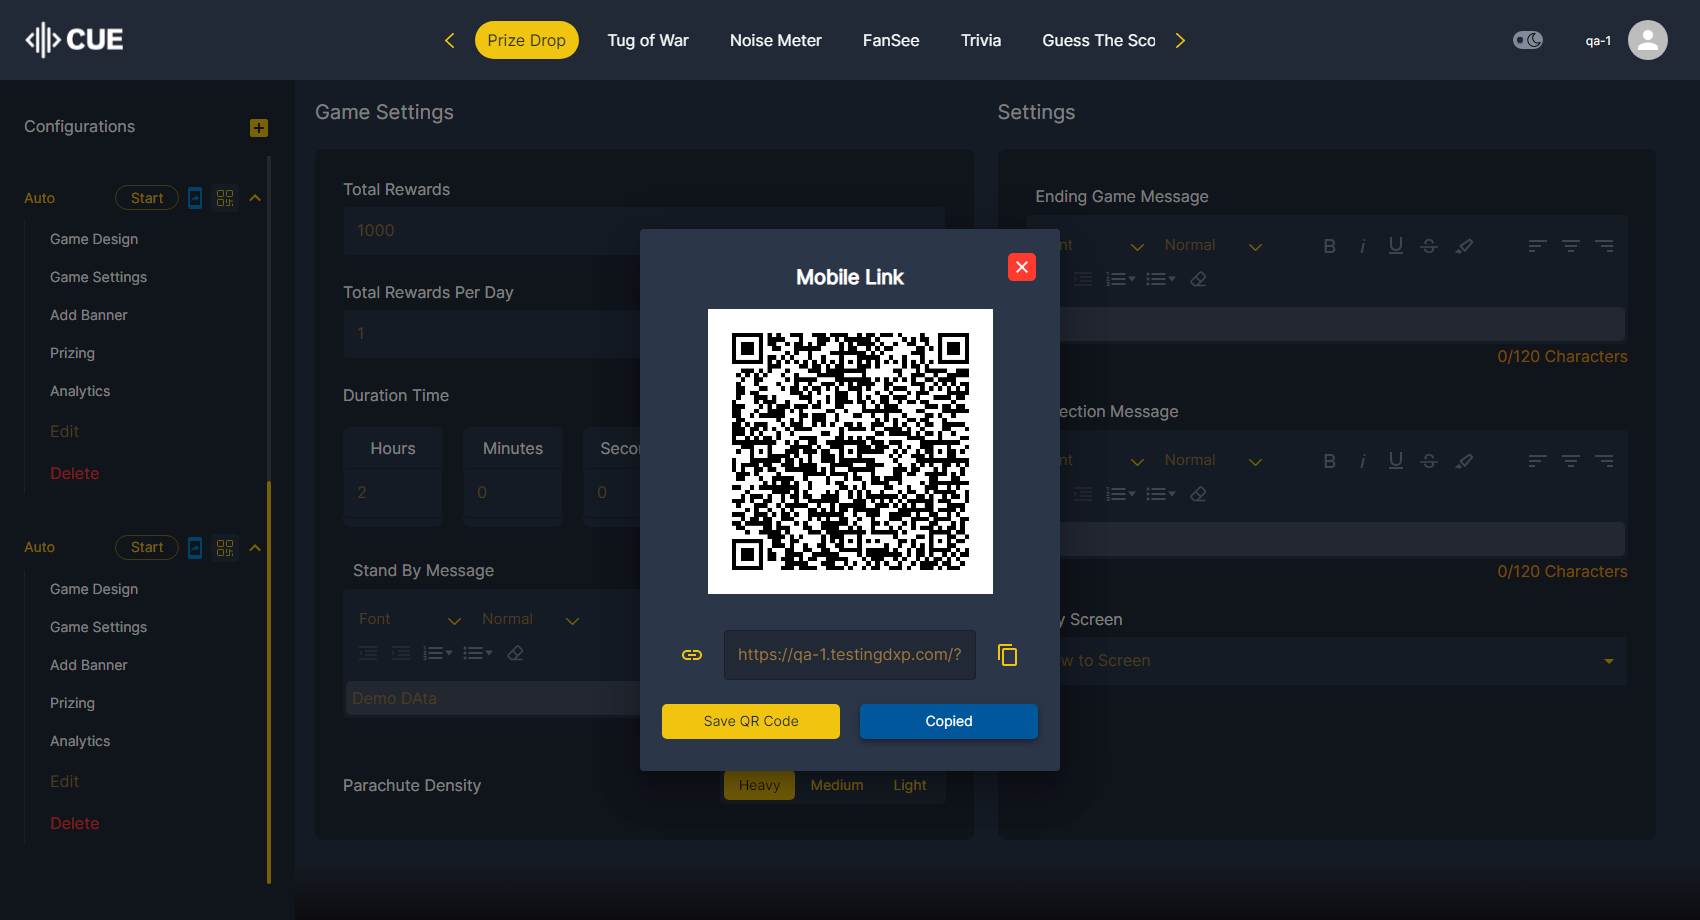 CUE
Prize Drop
Tug of War
Noise Meter
FanSee
Trivia
Guess The Sco
qa-1
Configurations
Auto
Start
Game Design
Game Settings
Add Banner
Prizing
Analytics
Edit
Delete
Auto
Start
Game Design
Game Settings
Add Banner
Prizing
Analytics
Edit
Delete
Game Settings
Total Rewards
1000
Total Rewards Per Day
1
Duration Time
Hours
Minutes
Secon
2
0
0
Stand By Message
Font
Normal
Demo DAta
Parachute Density
Heavy
Medium
Light
Mobile Link
https://qa-1.testingdxp.com/?
Save QR Code
Copied
Settings
Ending Game Message
nt
Normal
0/120 Characters
ection Message
nt
Normal
0/120 Characters
y Screen
w to Screen